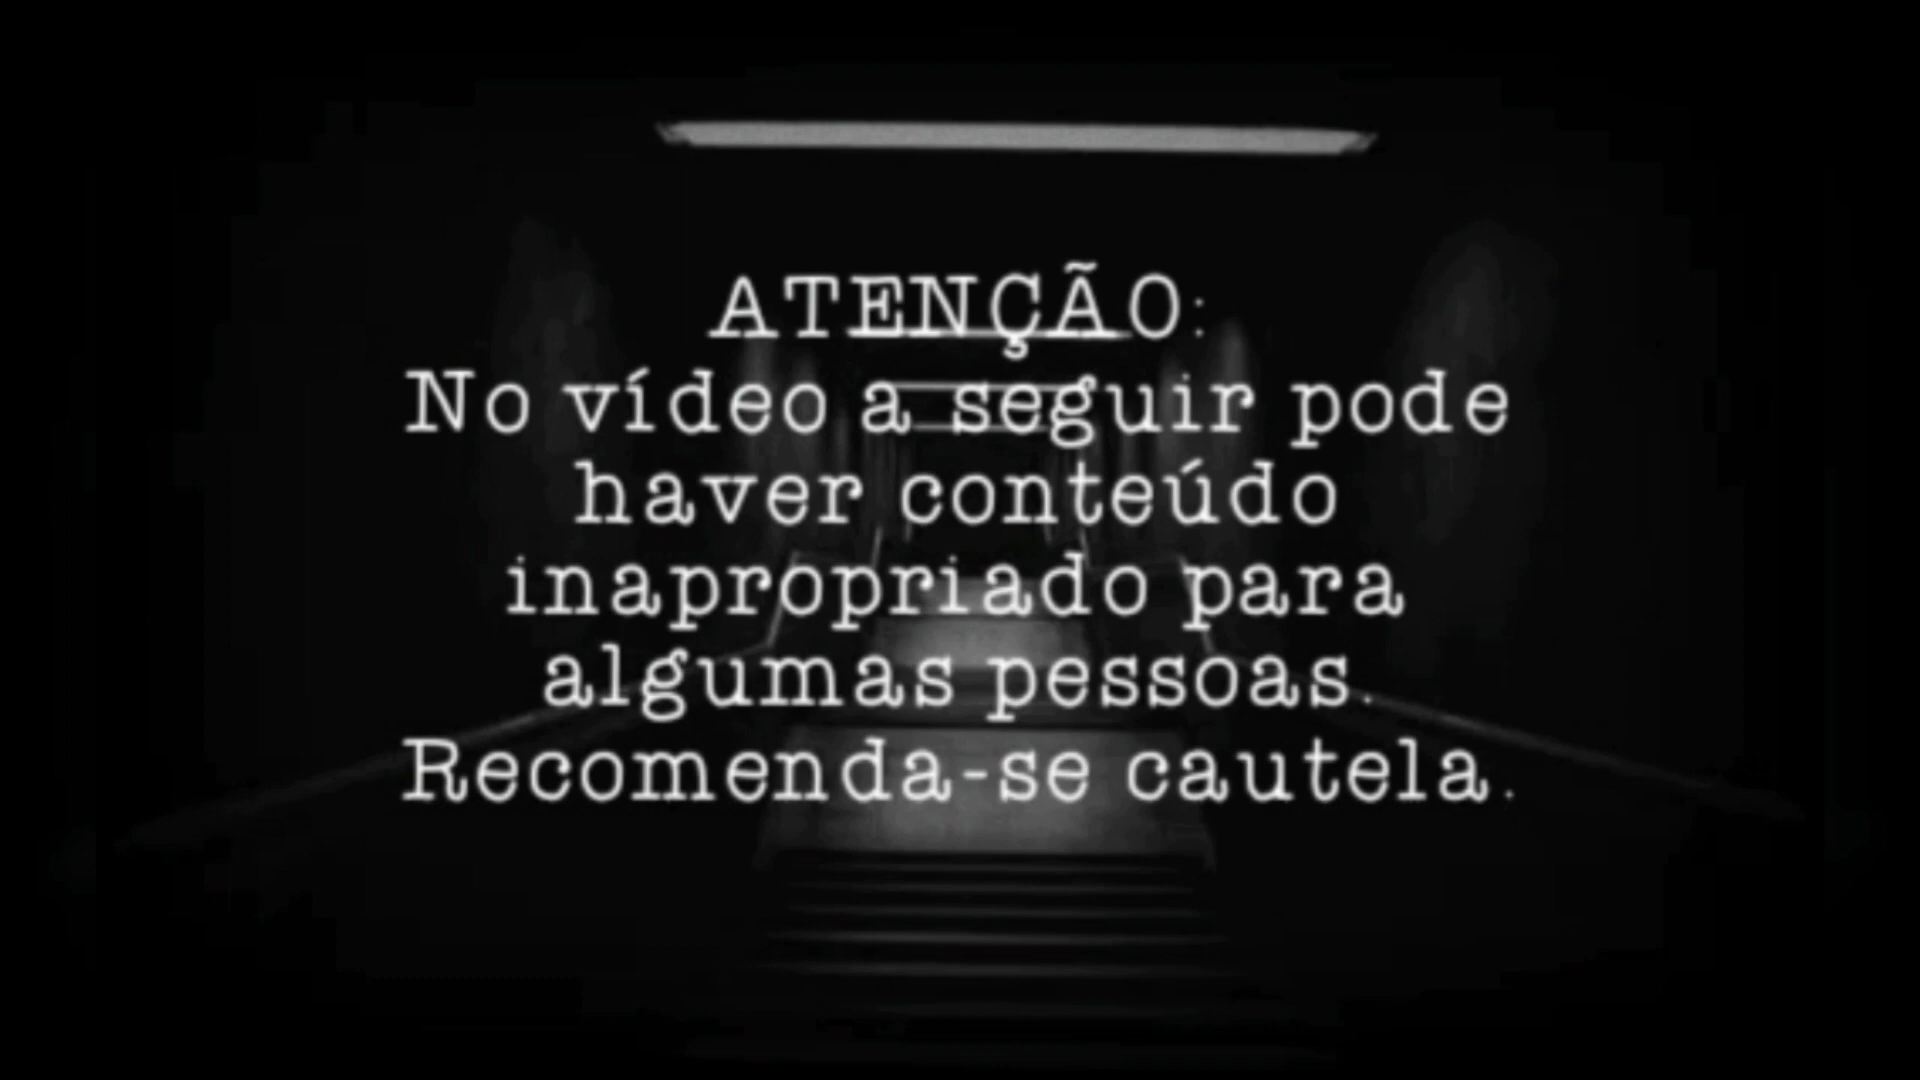 ATENÇÃO:
No vídeo a seguir pode
haver conteúdo
inapropriado para
algumas pessoas.
Recomenda-se cautela.